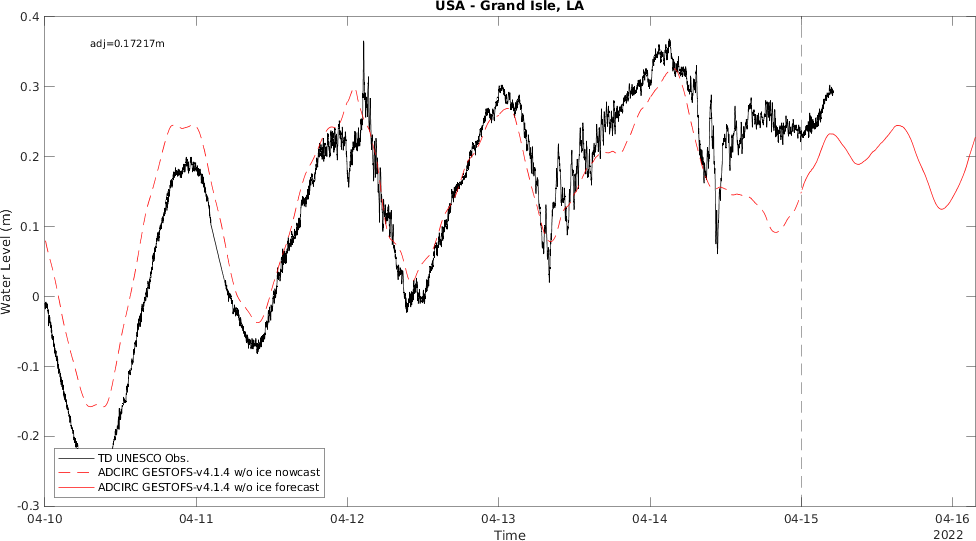 USA - Grand Isle, LA
0.4
adj=0.17217m
0.3
0.2
0.1
0
-0.1
-0.2
-0.3
Water Level (m)
TD UNESCO Obs.
ADCIRC GESTOFS-v4.1.4 w/o ice nowcast
ADCIRC GESTOFS-v4.1.4 w/o ice forecast
04-10 04-11 04-12 04-13 04-14 04-15 04-16
Time
2022